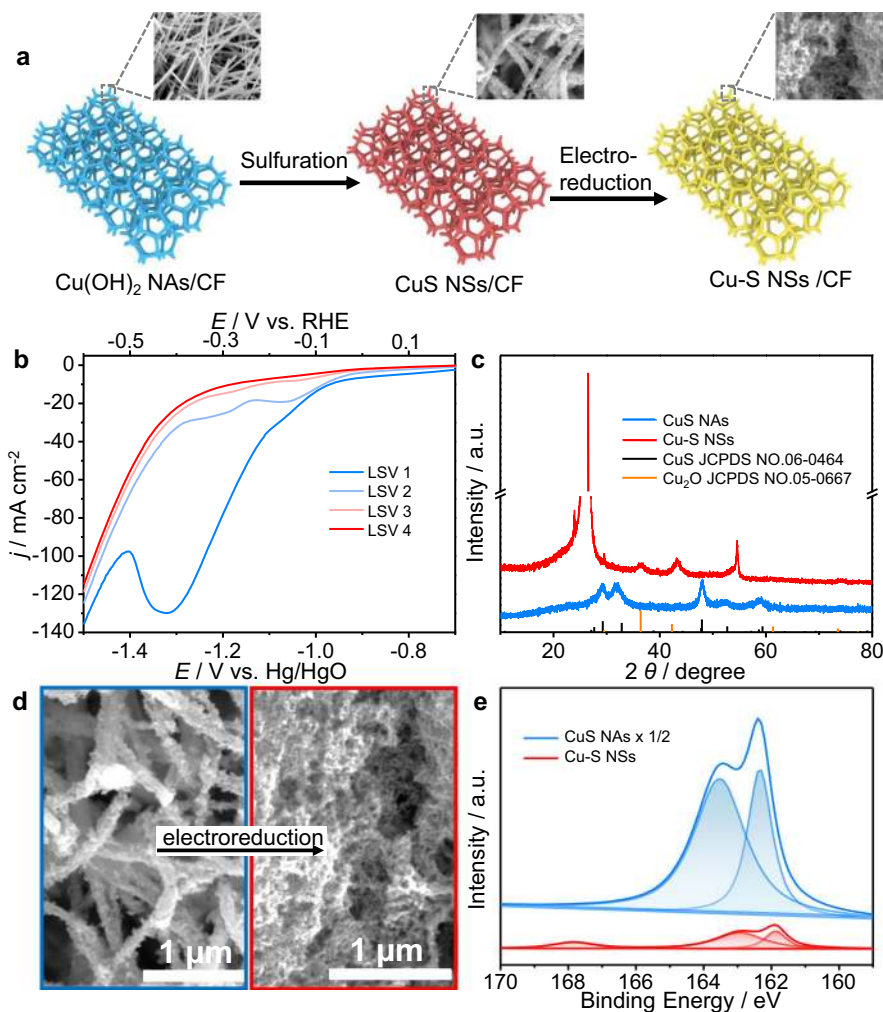 a
Sulfuration
Electro-
reduction
Cu(OH)₂ NAs/CF
CuS NSs/CF
Cu-S NSs /CF
b
E / V vs. RHE
-0.5 -0.3 -0.1 0.1
0
-20
-40
-60
-80
-100
-120
-140
j / mA cm⁻²
LSV 1
LSV 2
LSV 3
LSV 4
-1.4 -1.2 -1.0 -0.8
E / V vs. Hg/HgO
c
Intensity / a.u.
CuS NAs
Cu-S NSs
CuS JCPDS NO.06-0464
Cu₂O JCPDS NO.05-0667
20 40 60 80
2 θ / degree
d
electroreduction
1 μm
1 μm
e
Intensity / a.u.
CuS NAs x 1/2
Cu-S NSs
170 168 166 164 162 160
Binding Energy / eV